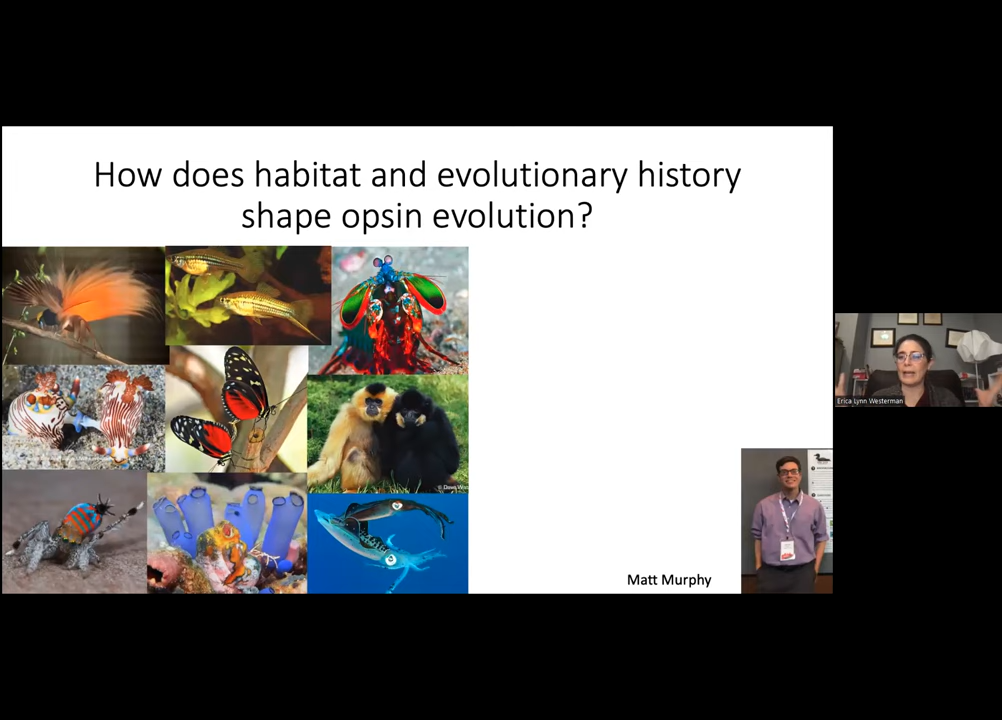 How does habitat and evolutionary history
shape opsin evolution?
Erica Lynn Westerman
Matt Murphy